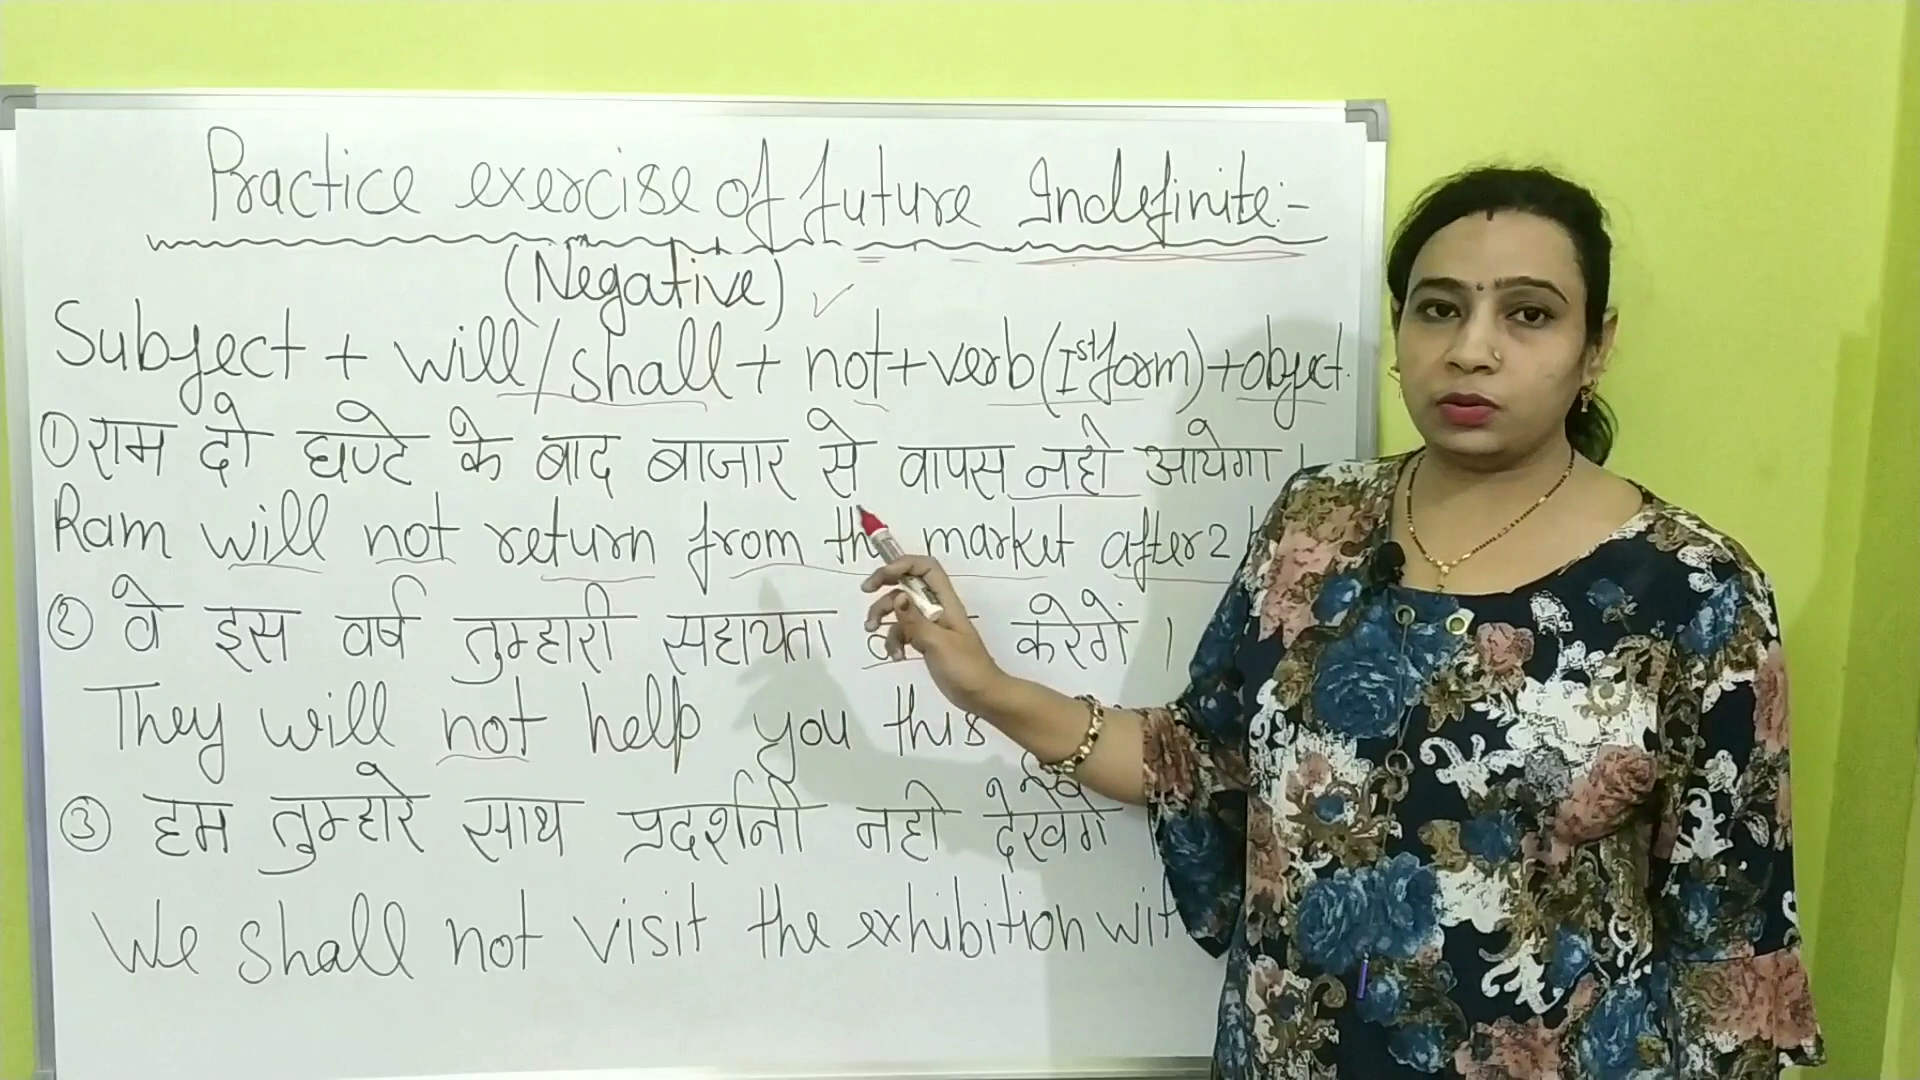 Practice exercise of future Indefinite:-
(Negative) ✓
Subject + will/shall + not + verb (Ist form) + object.
① राम दो घण्टे के बाद बाजार से वापस नही आयेगा ।
Ram will not return from the market after 2
② वे इस वर्ष तुम्हारी सहायता करेगें ।
They will not help you this
③ हम तुम्हारे साथ प्रदर्शनी नही देखेगे ।
We shall not visit the exhibition